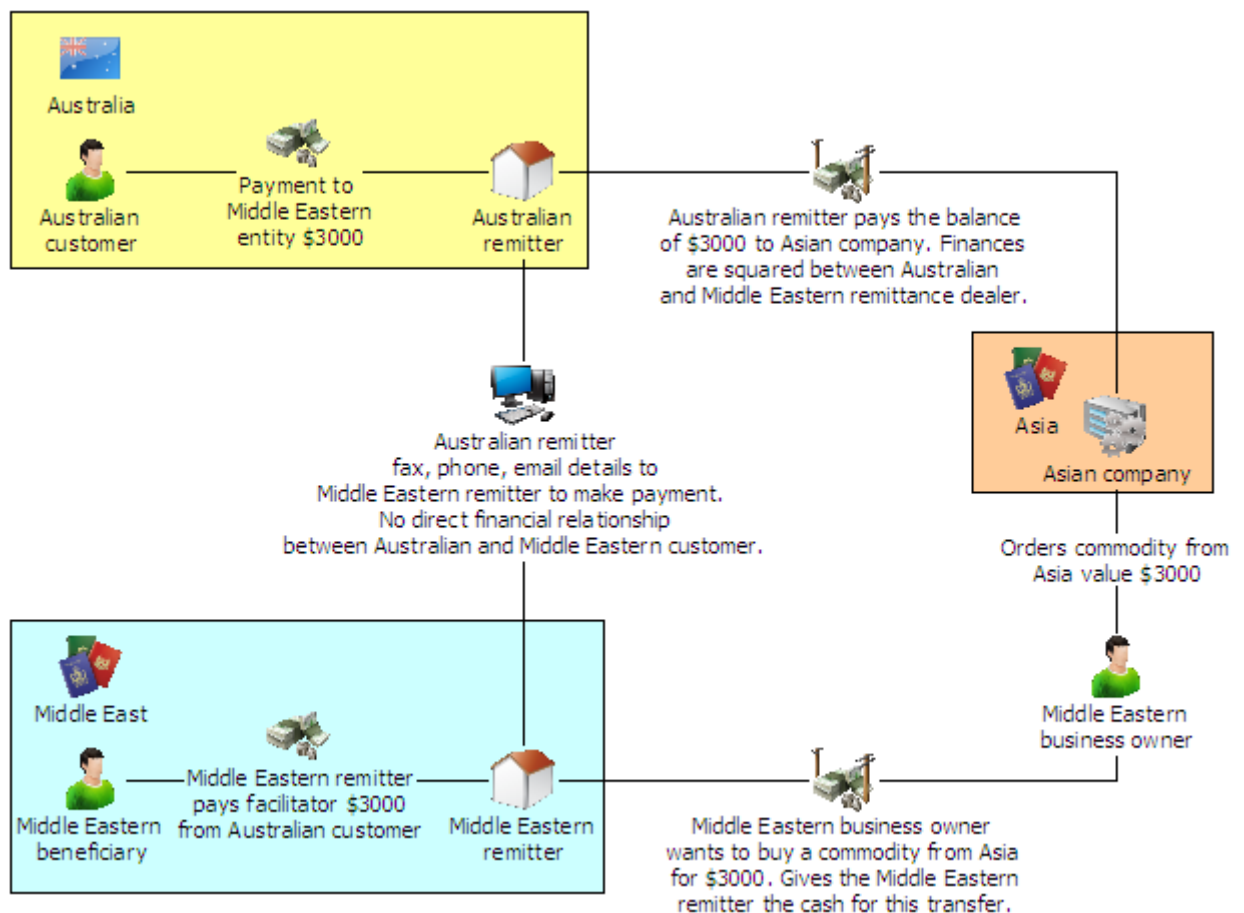 Australia
Australian
customer
Payment to
Middle Eastern
entity $3000
Australian
remitter
Australian remitter pays the balance
of $3000 to Asian company. Finances
are squared between Australian
and Middle Eastern remittance dealer.
Asia
Asian company
Australian remitter
fax, phone, email details to
Middle Eastern remitter to make payment.
No direct financial relationship
between Australian and Middle Eastern customer.
Orders commodity from
Asia value $3000
Middle Eastern
business owner
Middle East
Middle Eastern
beneficiary
Middle Eastern remitter
pays facilitator $3000
from Australian customer
Middle Eastern
remitter
Middle Eastern business owner
wants to buy a commodity from Asia
for $3000. Gives the Middle Eastern
remitter the cash for this transfer.